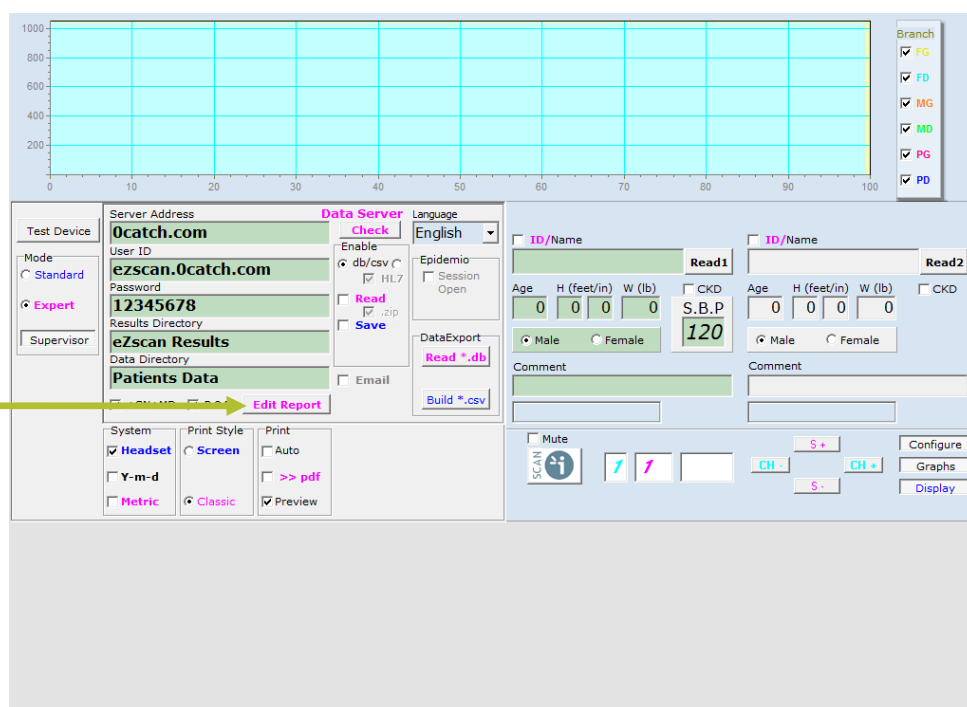 1000
800
600
400
200
0 10 20 30 40 50 60 70 80 90 100
Branch
FG
FD
MG
MD
PG
PD
Test Device
Mode
Standard
Expert
Supervisor
Server Address
Data Server
0catch.com
Check
User ID
ezscan.0catch.com
Password
12345678
Results Directory
eZscan Results
Data Directory
Patients Data
Edit Report
Enable
db/csv
HL7
Read
.zip
Save
Email
Language
English
Epidemio
Session
Open
DataExport
Read *.db
Build *.csv
System
Headset
Y-m-d
Metric
Print Style
Screen
Classic
Print
Auto
>> pdf
Preview
ID/Name
Read1
Age H (feet/in) W (lb)
CKD
0 0 0 0
S.B.P
120
Male Female
Comment
ID/Name
Read2
Age H (feet/in) W (lb)
CKD
0 0 0 0
Male Female
Comment
Mute
SCAN
1 1
S +
CH - CH +
S -
Configure
Graphs
Display